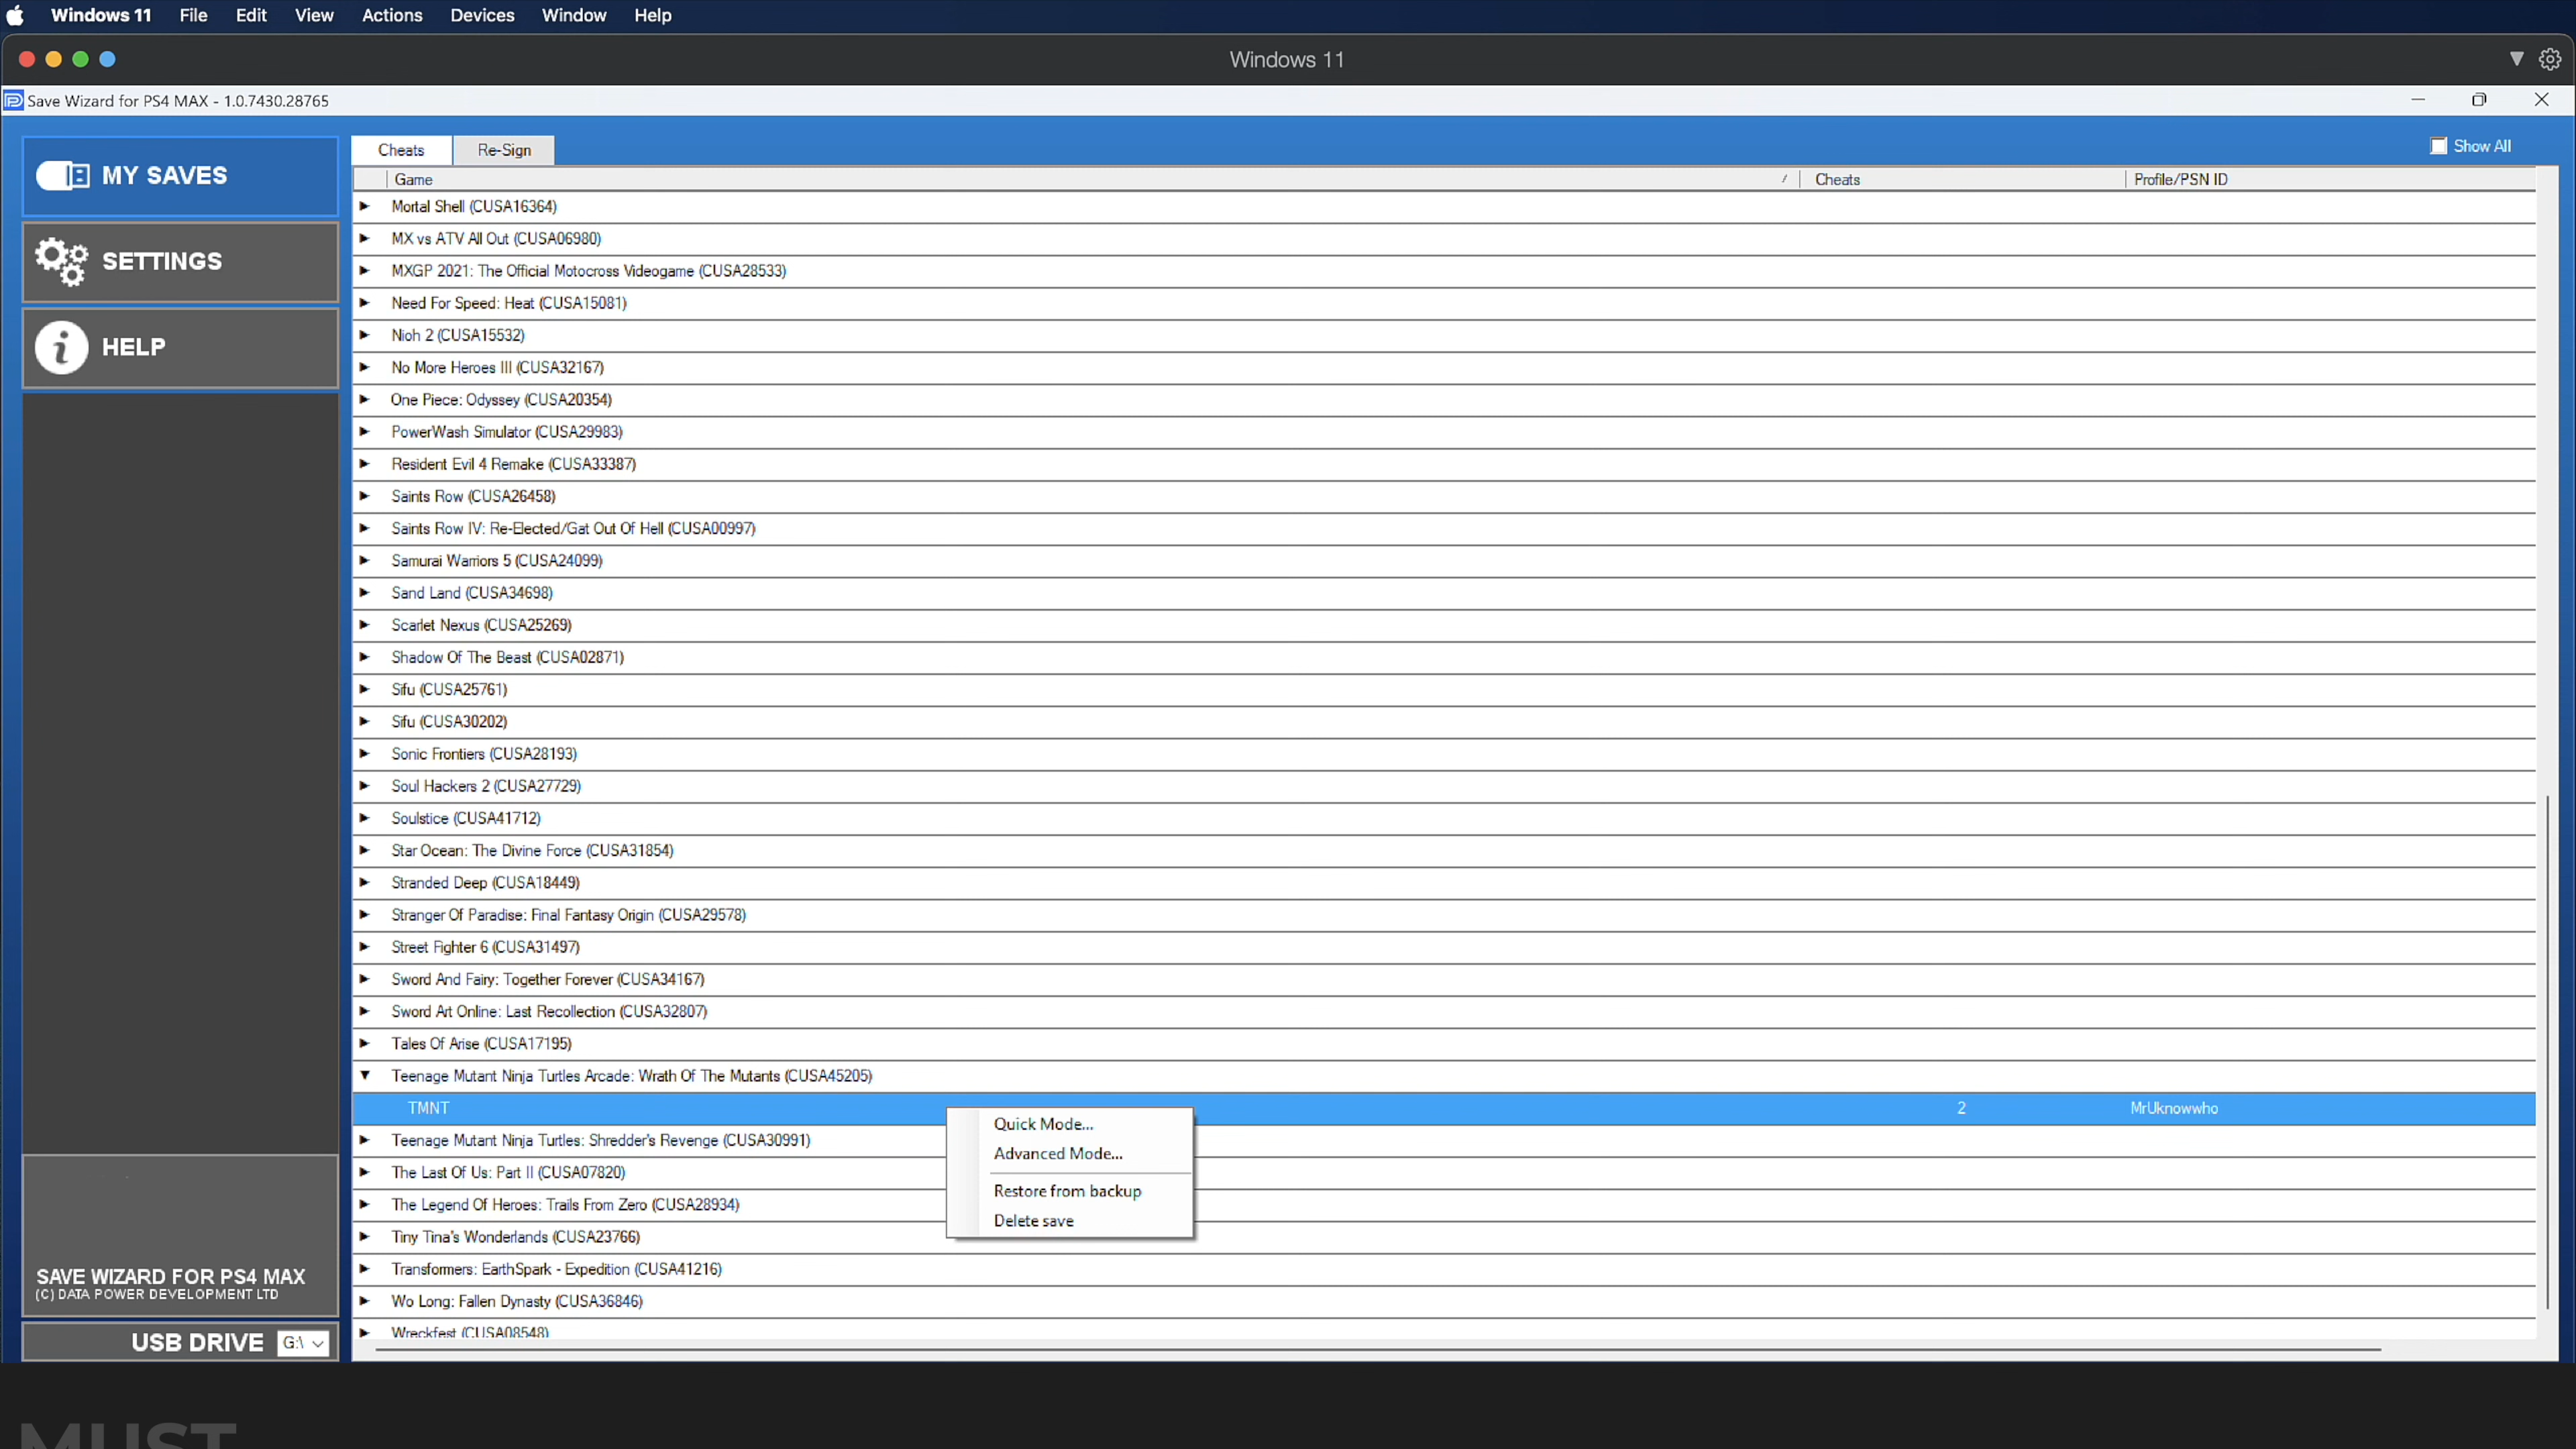 Windows 11 File Edit View Actions Devices Window Help
Windows 11
Save Wizard for PS4 MAX - 1.0.7430.28765
MY SAVES
SETTINGS
HELP
SAVE WIZARD FOR PS4 MAX
(C) DATA POWER DEVELOPMENT LTD
USB DRIVE G:\
Cheats Re-Sign Show All
Game Cheats Profile/PSN ID
Mortal Shell (CUSA16364)
MX vs ATV All Out (CUSA06980)
MXGP 2021: The Official Motocross Videogame (CUSA28533)
Need For Speed: Heat (CUSA15081)
Nioh 2 (CUSA15532)
No More Heroes III (CUSA32167)
One Piece: Odyssey (CUSA20354)
PowerWash Simulator (CUSA29983)
Resident Evil 4 Remake (CUSA33387)
Saints Row (CUSA26458)
Saints Row IV: Re-Elected/Gat Out Of Hell (CUSA00997)
Samurai Warriors 5 (CUSA24099)
Sand Land (CUSA34698)
Scarlet Nexus (CUSA25269)
Shadow Of The Beast (CUSA02871)
Sifu (CUSA25761)
Sifu (CUSA30202)
Sonic Frontiers (CUSA28193)
Soul Hackers 2 (CUSA27729)
Soulstice (CUSA41712)
Star Ocean: The Divine Force (CUSA31854)
Stranded Deep (CUSA18449)
Stranger Of Paradise: Final Fantasy Origin (CUSA29578)
Street Fighter 6 (CUSA31497)
Sword And Fairy: Together Forever (CUSA34167)
Sword Art Online: Last Recollection (CUSA32807)
Tales Of Arise (CUSA17195)
Teenage Mutant Ninja Turtles Arcade: Wrath Of The Mutants (CUSA45205)
TMNT 2 MrUknowwho
Teenage Mutant Ninja Turtles: Shredder's Revenge (CUSA30991)
The Last Of Us: Part II (CUSA07820)
The Legend Of Heroes: Trails From Zero (CUSA28934)
Tiny Tina's Wonderlands (CUSA23766)
Transformers: EarthSpark - Expedition (CUSA41216)
Wo Long: Fallen Dynasty (CUSA36846)
Wreckfest (CUSA08548)
Quick Mode...
Advanced Mode...
Restore from backup
Delete save
MUST